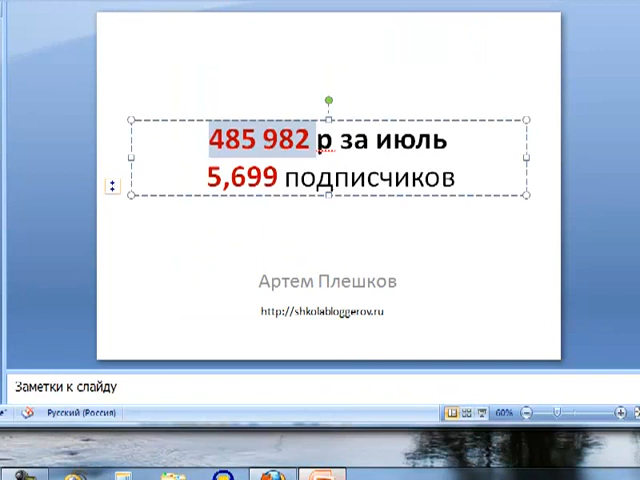 485 982 р за июль
5,699 подписчиков
Артем Плешков
http://shkolabloggerov.ru
Заметки к слайду
Русский (Россия)
60%